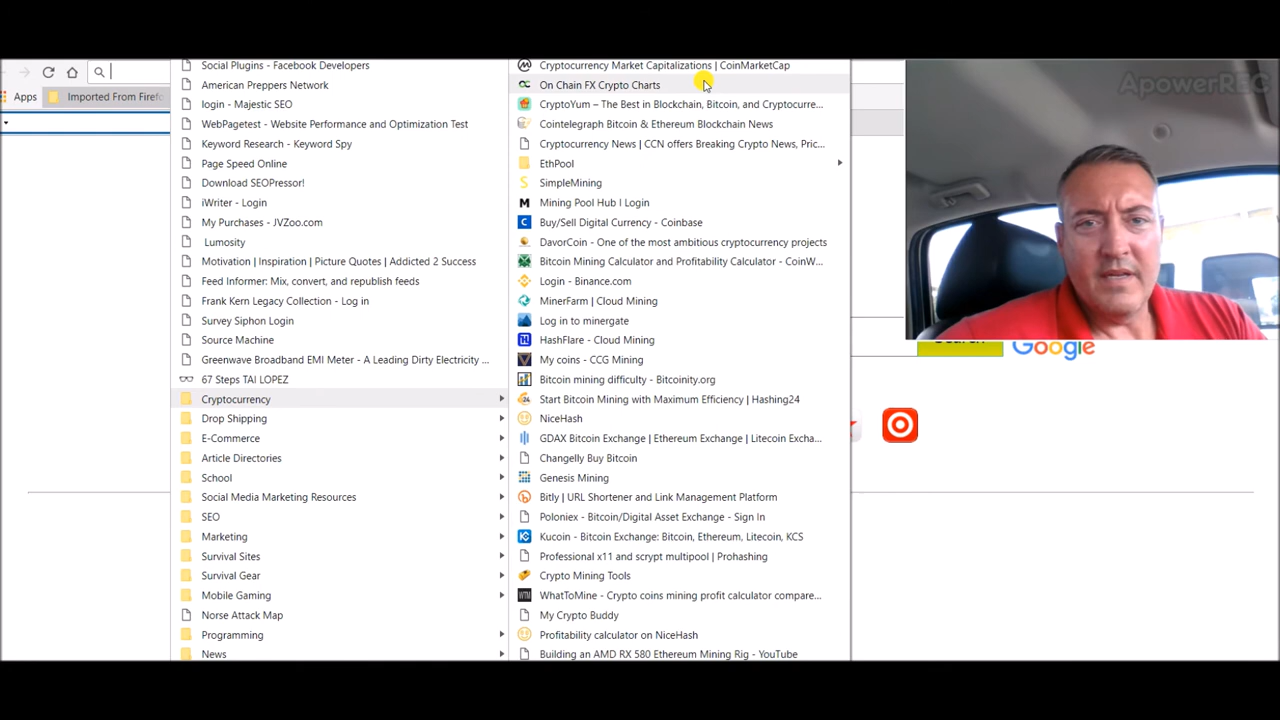 ApowerREC
Apps
Imported From Firef
Social Plugins - Facebook Developers
American Preppers Network
login - Majestic SEO
WebPagetest - Website Performance and Optimization Test
Keyword Research - Keyword Spy
Page Speed Online
Download SEOPressor!
iWriter - Login
My Purchases - JVZoo.com
Lumosity
Motivation | Inspiration | Picture Quotes | Addicted 2 Success
Feed Informer: Mix, convert, and republish feeds
Frank Kern Legacy Collection - Log in
Survey Siphon Login
Source Machine
Greenwave Broadband EMI Meter - A Leading Dirty Electricity ...
67 Steps TAI LOPEZ
Cryptocurrency
Drop Shipping
E-Commerce
Article Directories
School
Social Media Marketing Resources
SEO
Marketing
Survival Sites
Survival Gear
Mobile Gaming
Norse Attack Map
Programming
News
Cryptocurrency Market Capitalizations | CoinMarketCap
On Chain FX Crypto Charts
CryptoYum – The Best in Blockchain, Bitcoin, and Cryptocurre...
Cointelegraph Bitcoin & Ethereum Blockchain News
Cryptocurrency News | CCN offers Breaking Crypto News, Pric...
EthPool
SimpleMining
Mining Pool Hub l Login
Buy/Sell Digital Currency - Coinbase
DavorCoin - One of the most ambitious cryptocurrency projects
Bitcoin Mining Calculator and Profitability Calculator - CoinW...
Login - Binance.com
MinerFarm | Cloud Mining
Log in to minergate
HashFlare - Cloud Mining
My coins - CCG Mining
Bitcoin mining difficulty - Bitcoinity.org
Start Bitcoin Mining with Maximum Efficiency | Hashing24
NiceHash
GDAX Bitcoin Exchange | Ethereum Exchange | Litecoin Excha...
Changelly Buy Bitcoin
Genesis Mining
Bitly | URL Shortener and Link Management Platform
Poloniex - Bitcoin/Digital Asset Exchange - Sign In
Kucoin - Bitcoin Exchange: Bitcoin, Ethereum, Litecoin, KCS
Professional x11 and scrypt multipool | Prohashing
Crypto Mining Tools
WhatToMine - Crypto coins mining profit calculator compare...
My Crypto Buddy
Profitability calculator on NiceHash
Building an AMD RX 580 Ethereum Mining Rig - YouTube
Google